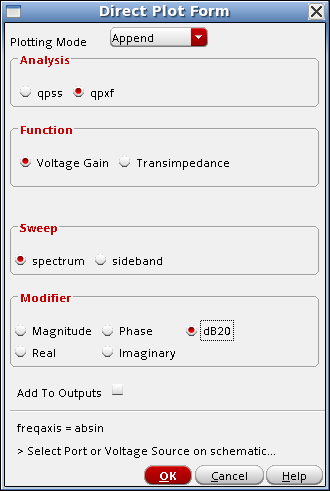 Direct Plot Form
Plotting Mode Append
Analysis
qpss qpxf
Function
Voltage Gain Transimpedance
Sweep
spectrum sideband
Modifier
Magnitude Phase dB20
Real Imaginary
Add To Outputs
freqaxis = absin
> Select Port or Voltage Source on schematic...
OK Cancel Help